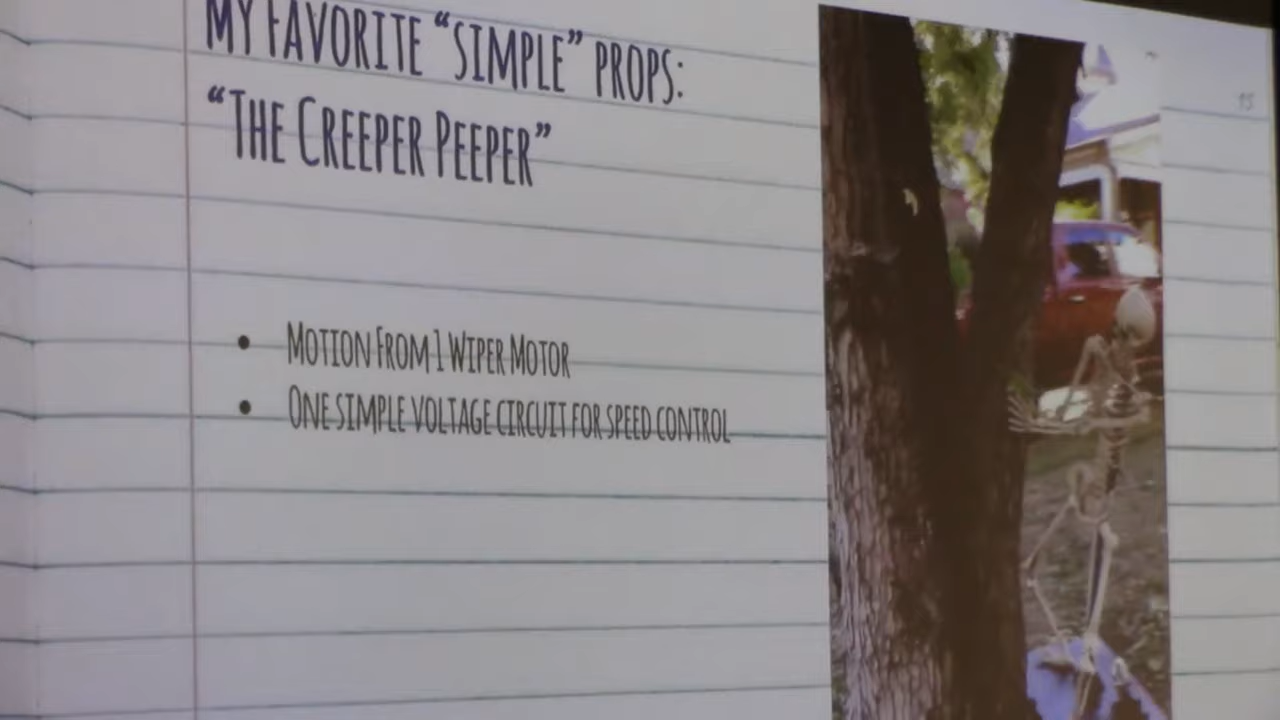 My Favorite “Simple” Props:
“The Creeper Peeper”
15
• Motion From 1 Wiper Motor
• One simple voltage circuit for speed control